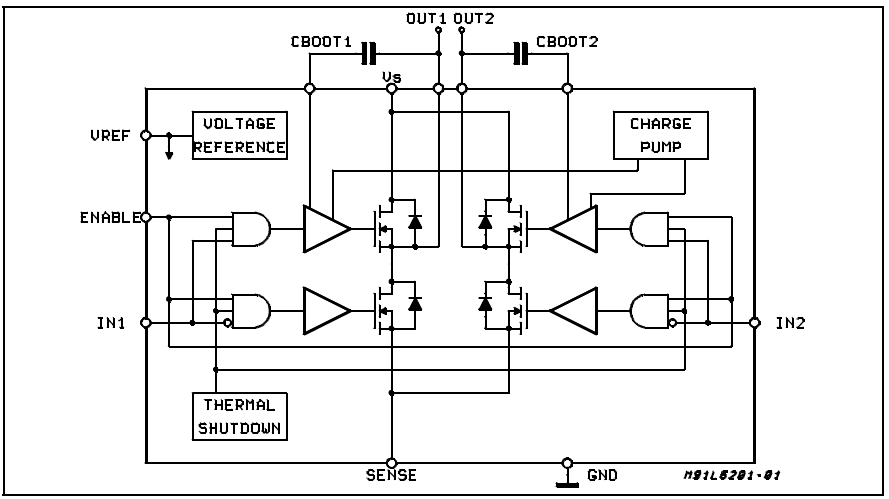 OUT1 OUT2
CBOOT1
CBOOT2
Vs
VREF
VOLTAGE
REFERENCE
CHARGE
PUMP
ENABLE
IN1
IN2
THERMAL
SHUTDOWN
SENSE
GND
M91L6201-01